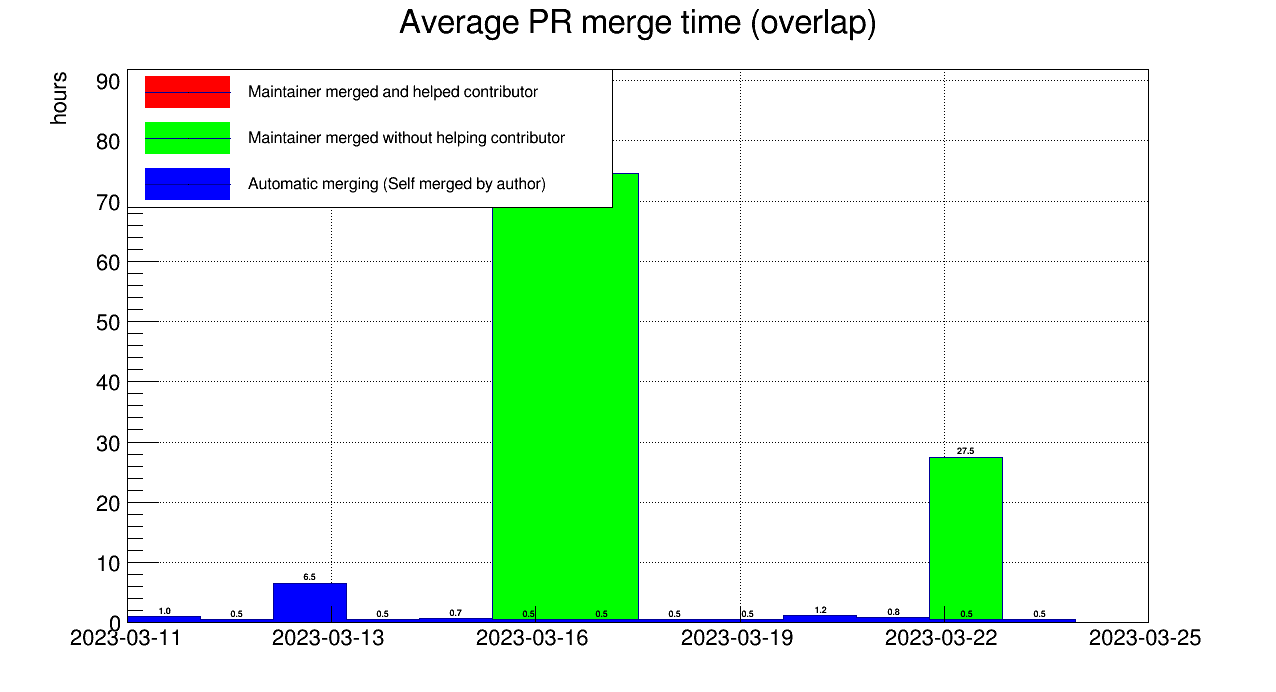 Average PR merge time (overlap)
hours
90
80
70
60
50
40
30
20
10
0
Maintainer merged and helped contributor
Maintainer merged without helping contributor
Automatic merging (Self merged by author)
27.5
6.5
1.0 0.5 0.5 0.7 0.5 0.5 0.5 0.5 1.2 0.8 0.5 0.5
2023-03-11 2023-03-13 2023-03-16 2023-03-19 2023-03-22 2023-03-25